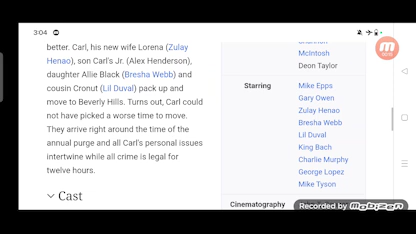 3:04
better. Carl, his new wife Lorena (Zulay
Henao), son Carl's Jr. (Alex Henderson),
daughter Allie Black (Bresha Webb) and
cousin Cronut (Lil Duval) pack up and
move to Beverly Hills. Turns out, Carl could
not have picked a worse time to move.
They arrive right around the time of the
annual purge and all Carl's personal issues
intertwine while all crime is legal for
twelve hours.
Cast
McIntosh
Deon Taylor
Starring
Mike Epps
Gary Owen
Zulay Henao
Bresha Webb
Lil Duval
King Bach
Charlie Murphy
George Lopez
Mike Tyson
Cinematography
Recorded by Mobizen